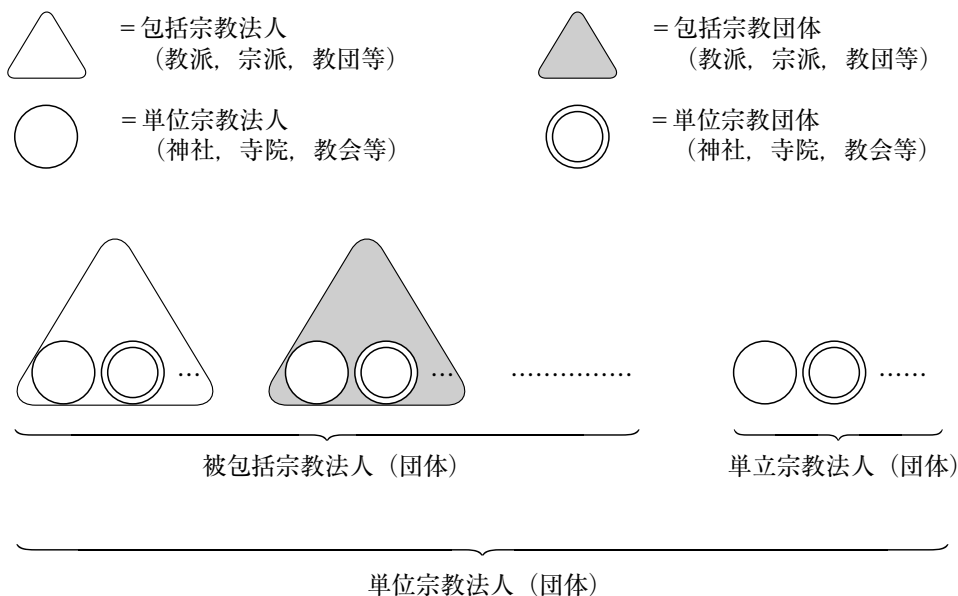 ＝包括宗教法人
（教派，宗派，教団等）
＝包括宗教団体
（教派，宗派，教団等）
＝単位宗教法人
（神社，寺院，教会等）
＝単位宗教団体
（神社，寺院，教会等）
…
…
……………
……
被包括宗教法人（団体）
単立宗教法人（団体）
単位宗教法人（団体）